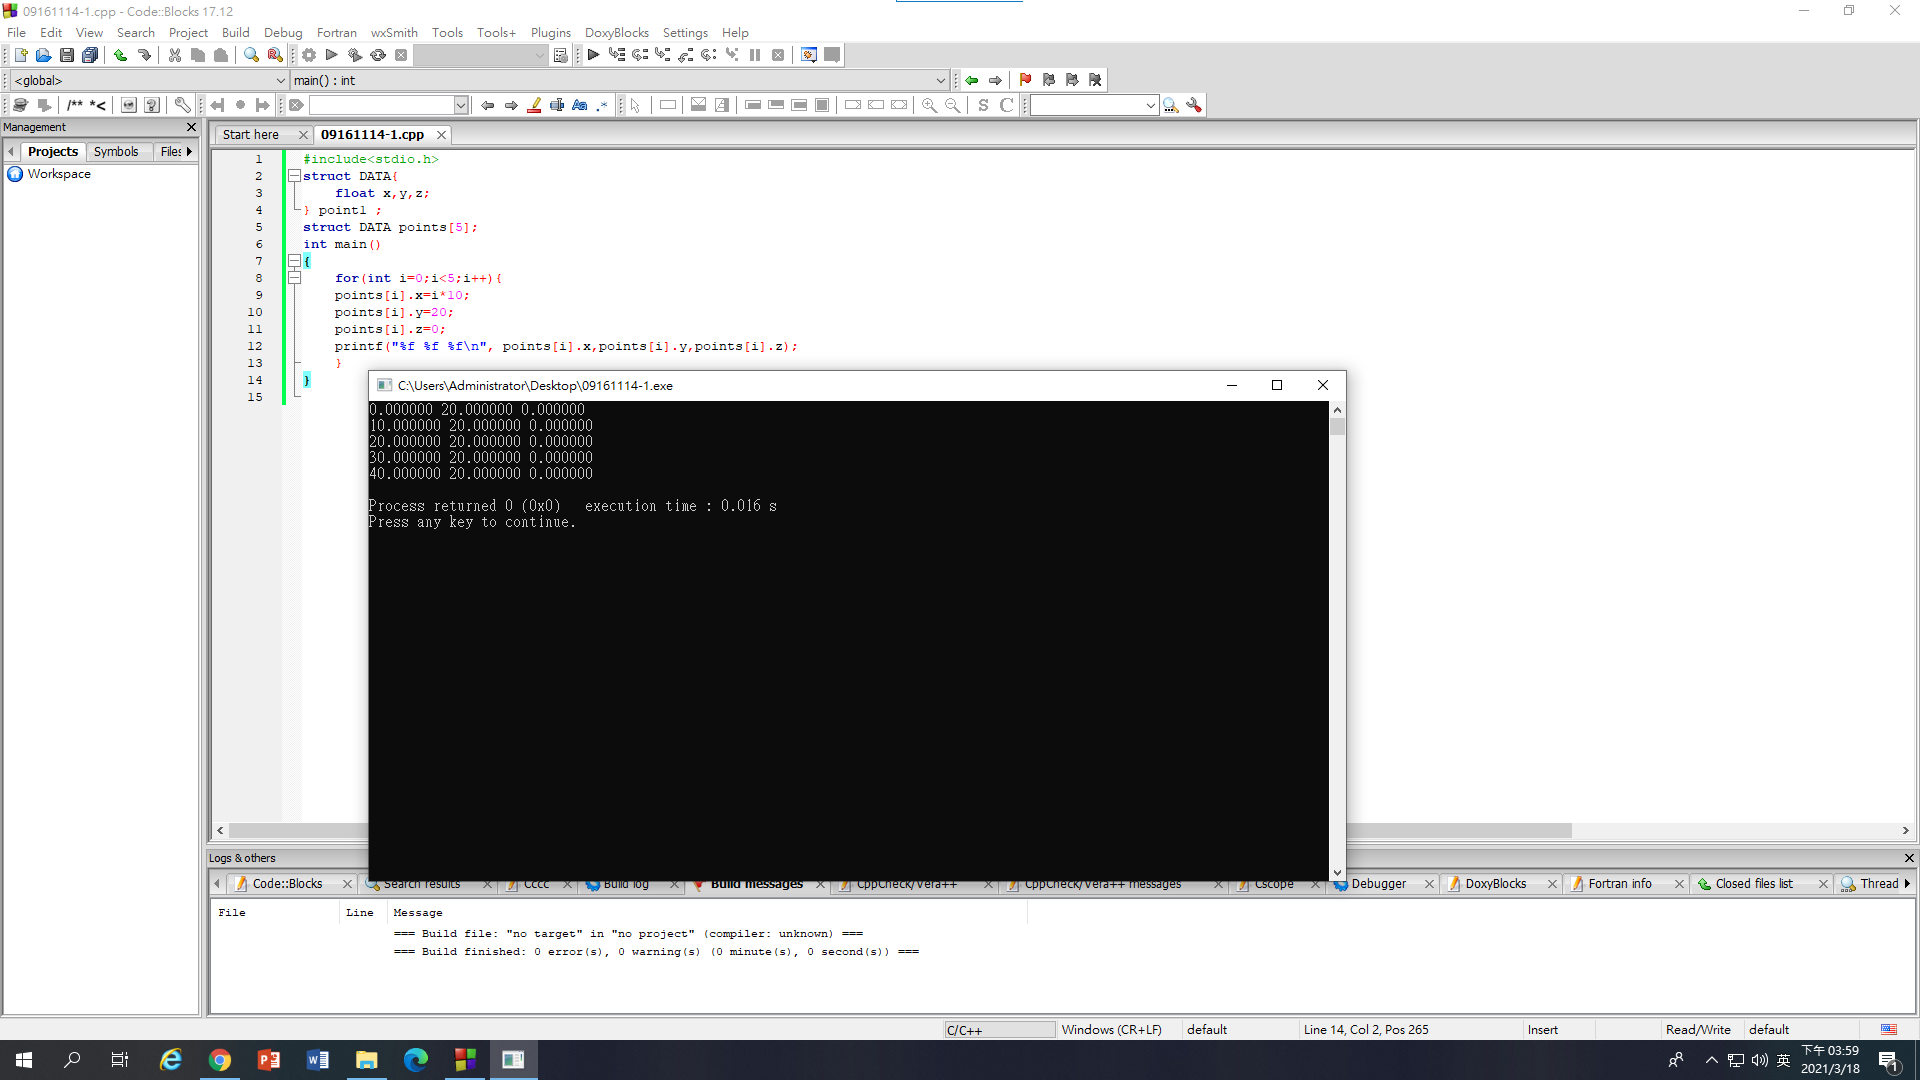 09161114-1.cpp - Code::Blocks 17.12
File Edit View Search Project Build Debug Fortran wxSmith Tools Tools+ Plugins DoxyBlocks Settings Help
<global> main() : int
/** *<
S C
Management
Projects Symbols Files
Workspace
Start here 09161114-1.cpp
1 #include<stdio.h>
2 struct DATA{
3 float x,y,z;
4 } point1 ;
5 struct DATA points[5];
6 int main()
7 {
8 for(int i=0;i<5;i++){
9 points[i].x=i*10;
10 points[i].y=20;
11 points[i].z=0;
12 printf("%f %f %f\n", points[i].x,points[i].y,points[i].z);
13 }
14 }
15
C:\Users\Administrator\Desktop\09161114-1.exe
0.000000 20.000000 0.000000
10.000000 20.000000 0.000000
20.000000 20.000000 0.000000
30.000000 20.000000 0.000000
40.000000 20.000000 0.000000
Process returned 0 (0x0) execution time : 0.016 s
Press any key to continue.
Logs & others
Code::Blocks Search results Cccc Build log Build messages CppCheck/Vera++ CppCheck/Vera++ messages Cscope Debugger DoxyBlocks Fortran info Closed files list Thread
File Line Message
=== Build file: "no target" in "no project" (compiler: unknown) ===
=== Build finished: 0 error(s), 0 warning(s) (0 minute(s), 0 second(s)) ===
C/C++ Windows (CR+LF) default Line 14, Col 2, Pos 265 Insert Read/Write default
英 下午 03:59
2021/3/18
1